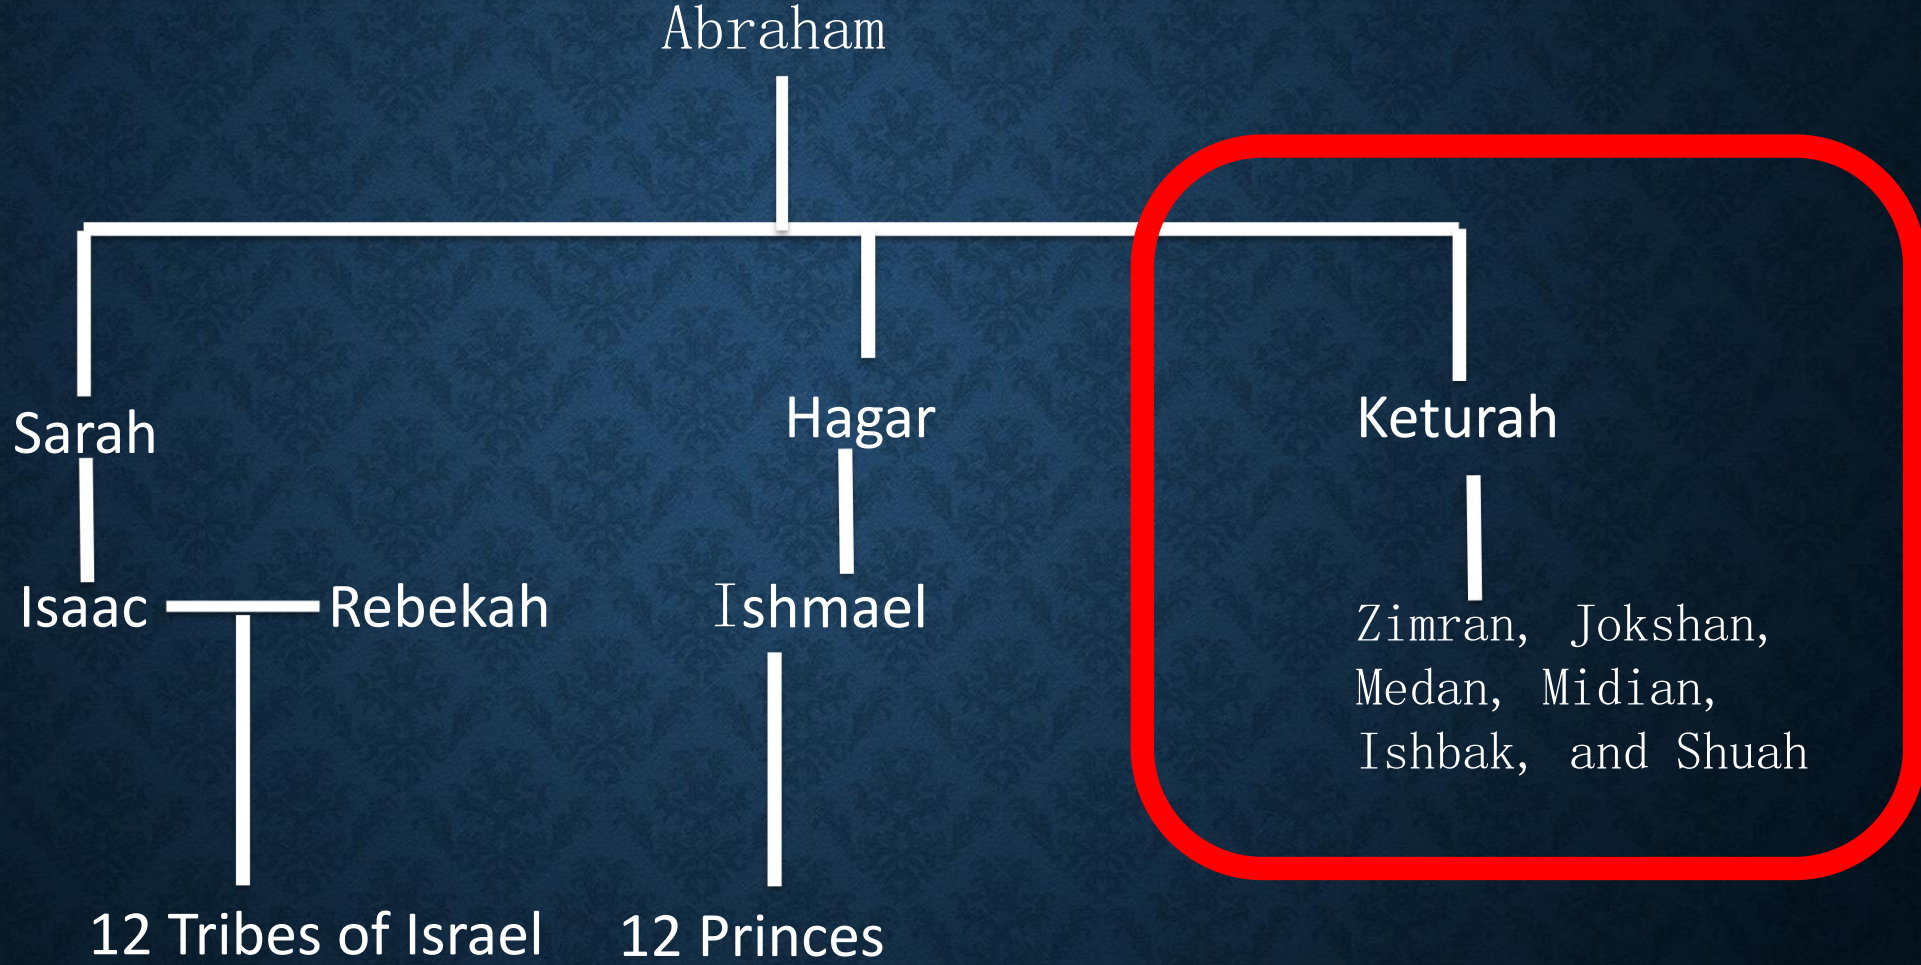 Abraham
Sarah
Hagar
Keturah
Isaac
Rebekah
Ishmael
Zimran, Jokshan,
Medan, Midian,
Ishbak, and Shuah
12 Tribes of Israel
12 Princes